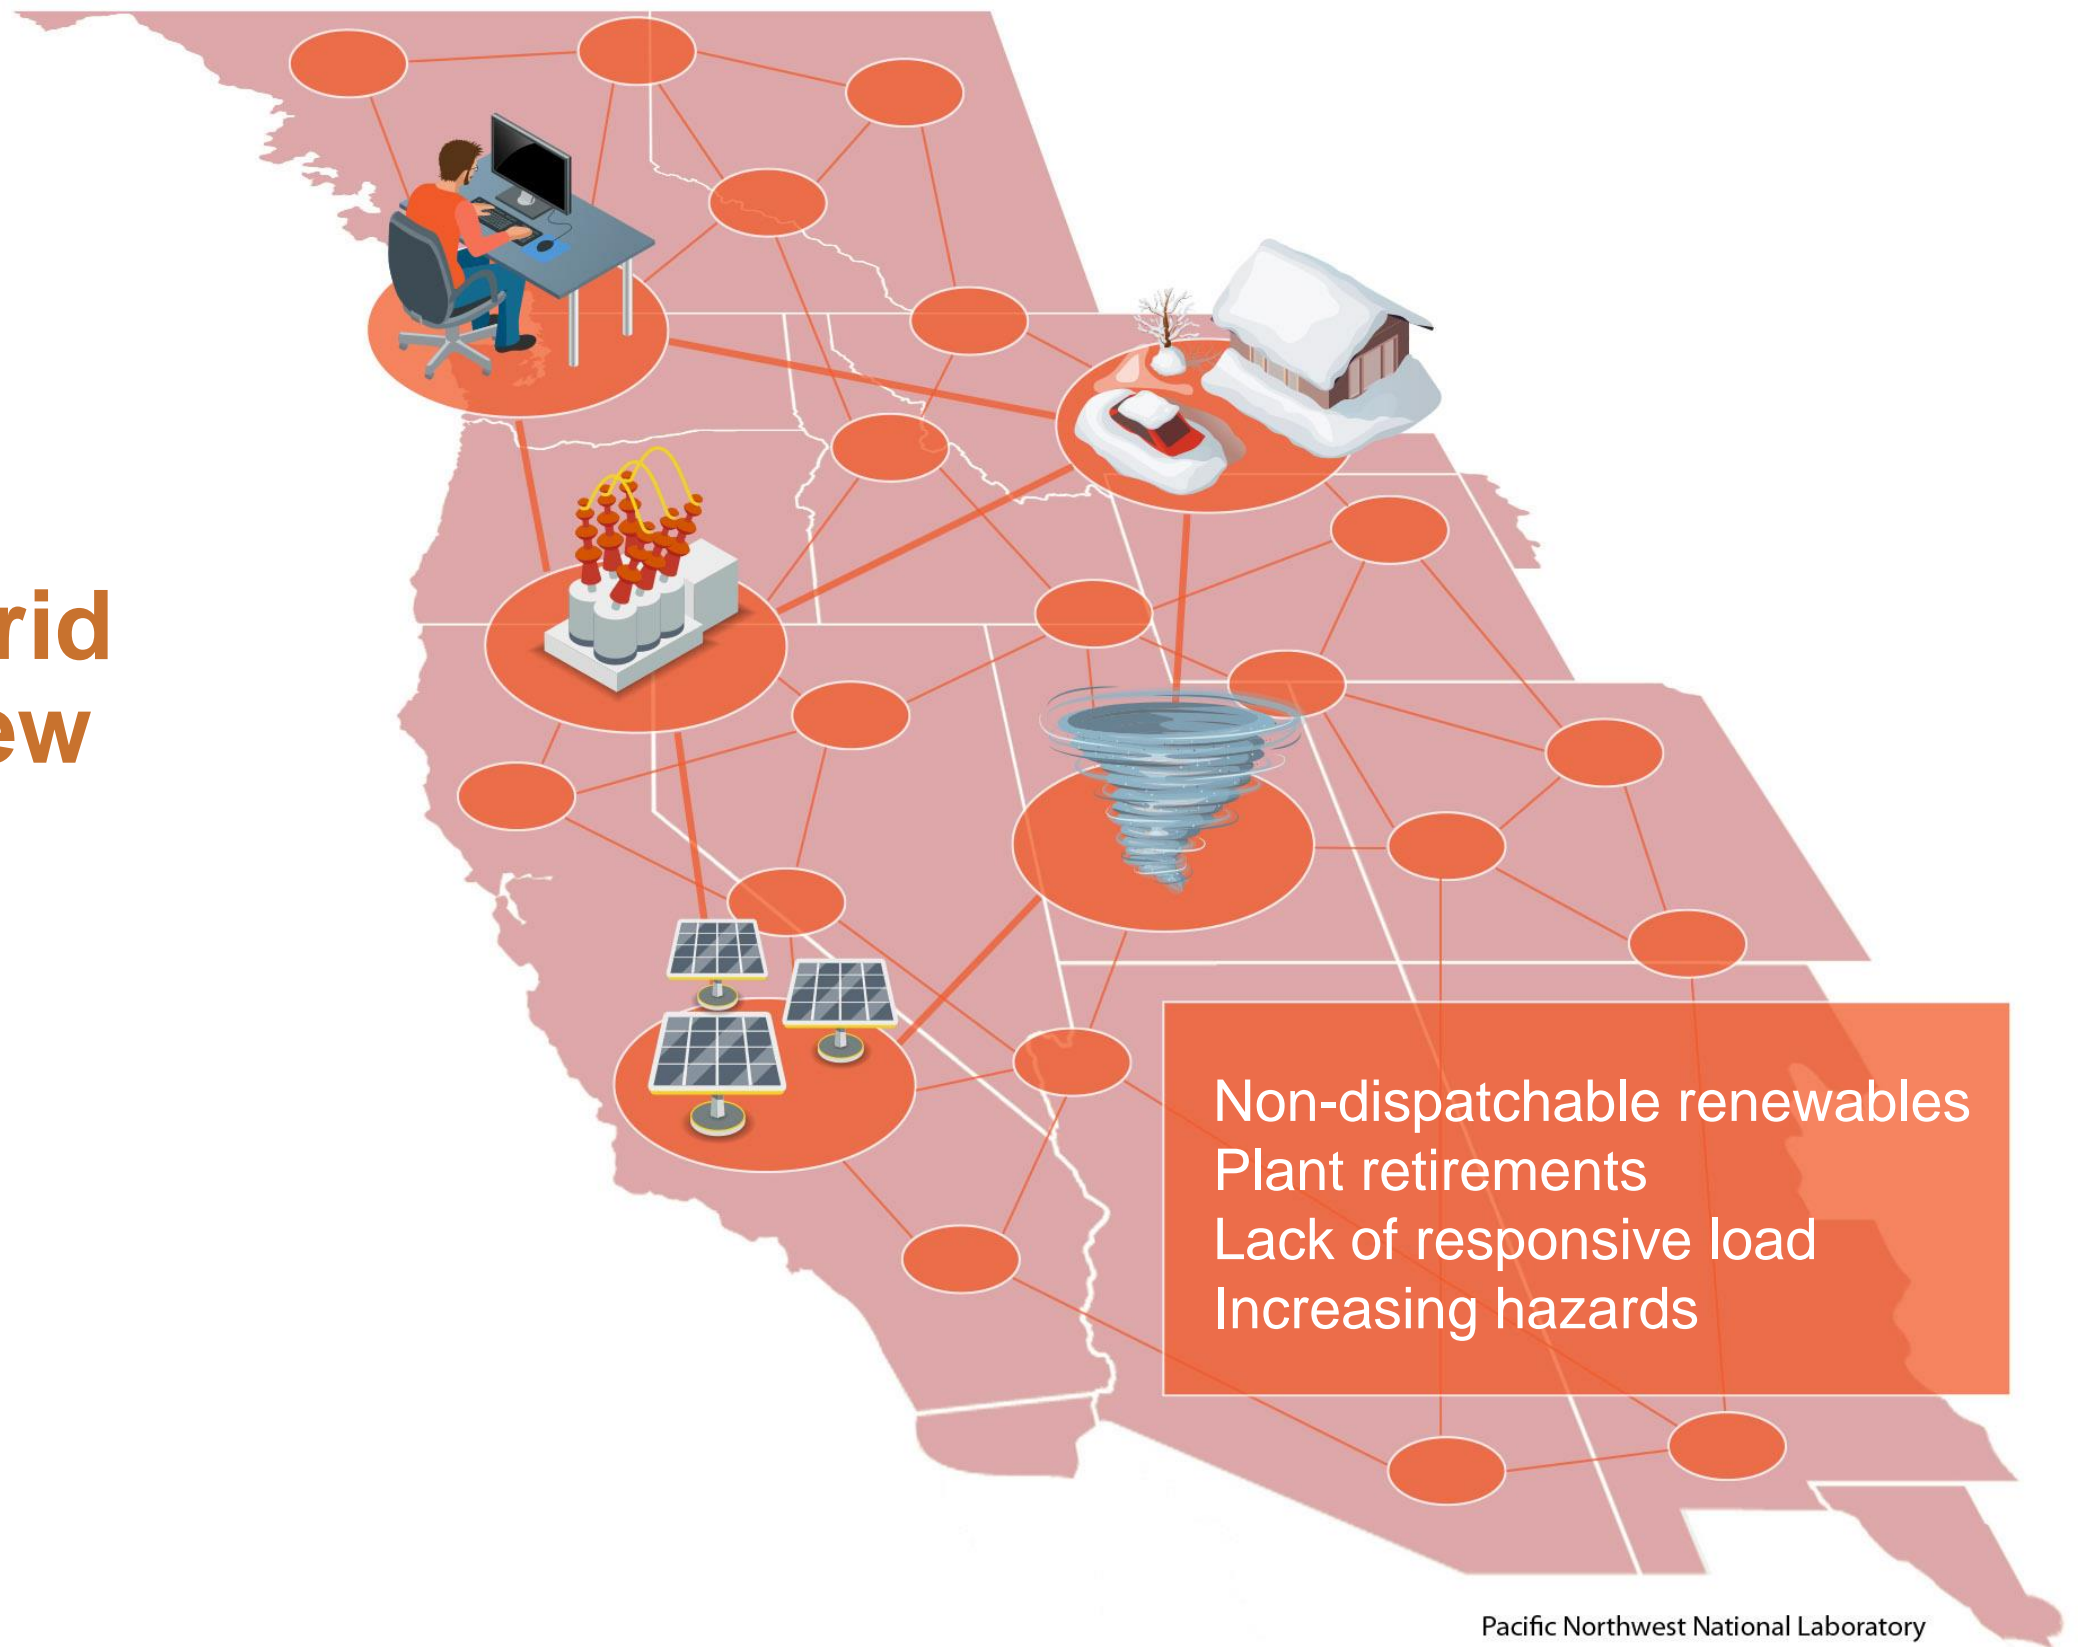 rid
ew
Non-dispatchable renewables
Plant retirements
Lack of responsive load
Increasing hazards
Pacific Northwest National Laboratory